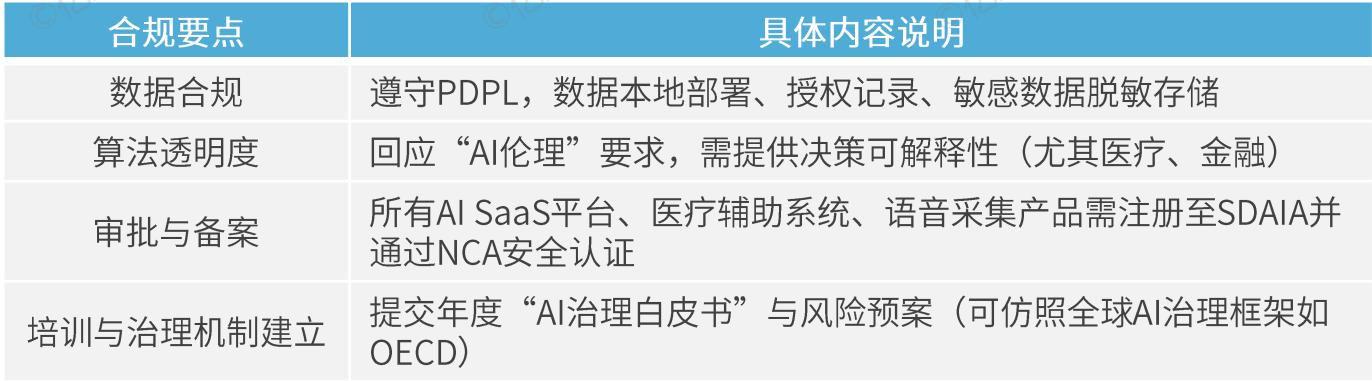 合规要点 具体内容说明
数据合规 遵守PDPL，数据本地部署、授权记录、敏感数据脱敏存储
算法透明度 回应“AI伦理”要求，需提供决策可解释性（尤其医疗、金融）
审批与备案 所有AI SaaS平台、医疗辅助系统、语音采集产品需注册至SDAIA并
通过NCA安全认证
培训与治理机制建立 提交年度“AI治理白皮书”与风险预案（可仿照全球AI治理框架如
OECD）